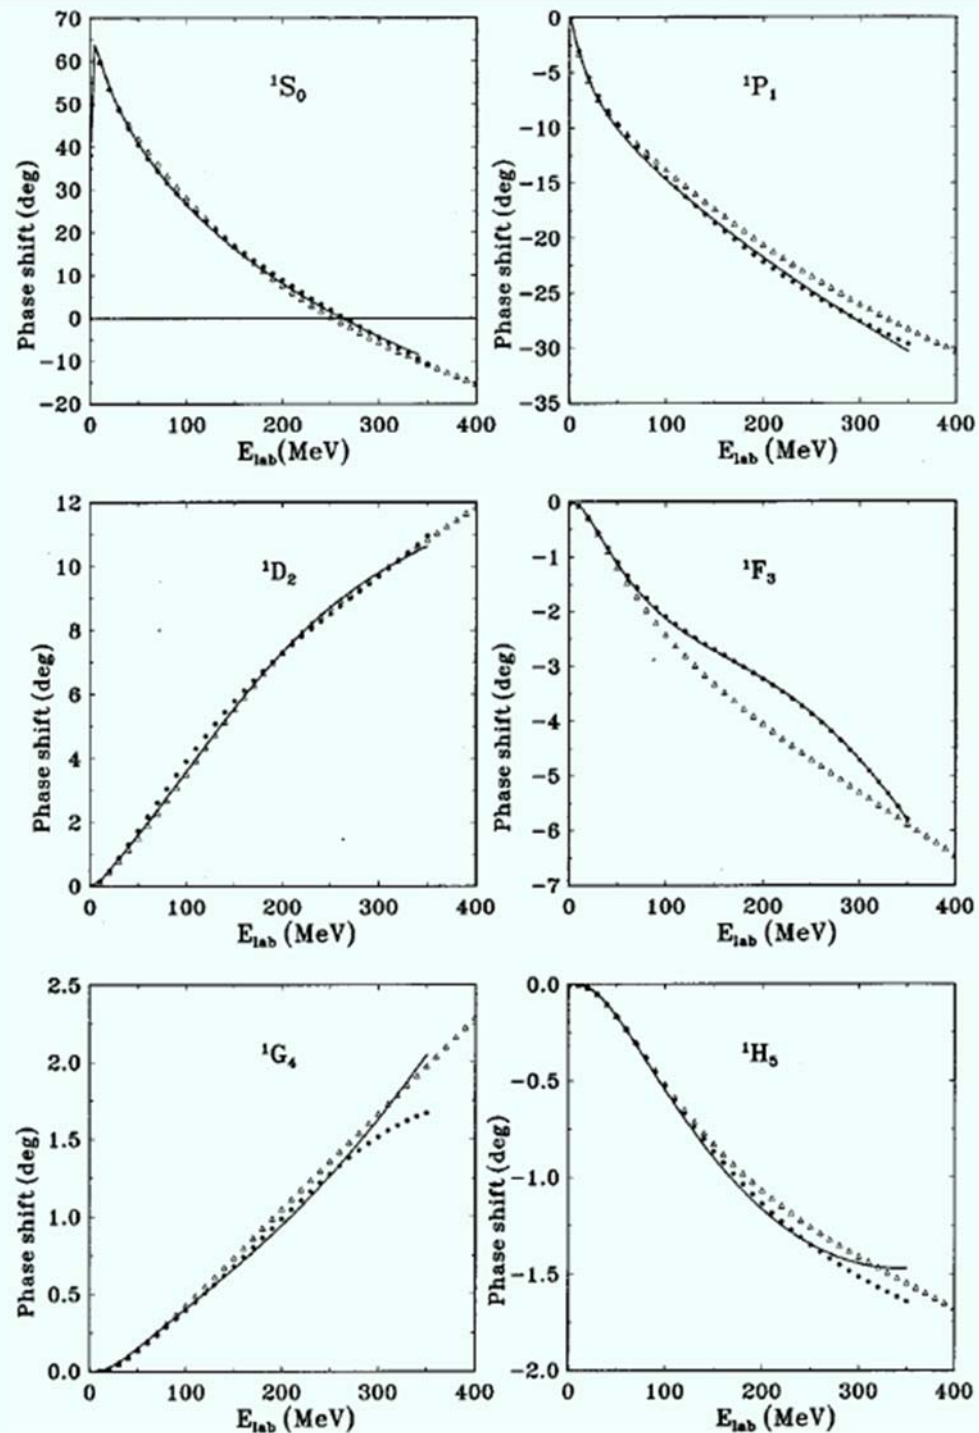 70
60
50
40
30
20
10
0
−10
−20
Phase shift (deg)
¹S₀
0 100 200 300 400
E_lab(MeV)
0
−5
−10
−15
−20
−25
−30
−35
Phase shift (deg)
¹P₁
0 100 200 300 400
E_lab (MeV)
12
10
8
6
4
2
0
Phase shift (deg)
¹D₂
0 100 200 300 400
E_lab (MeV)
0
−1
−2
−3
−4
−5
−6
−7
Phase shift (deg)
¹F₃
0 100 200 300 400
E_lab (MeV)
2.5
2.0
1.5
1.0
0.5
0.0
Phase shift (deg)
¹G₄
0 100 200 300 400
E_lab (MeV)
0.0
−0.5
−1.0
−1.5
−2.0
Phase shift (deg)
¹H₅
0 100 200 300 400
E_lab (MeV)